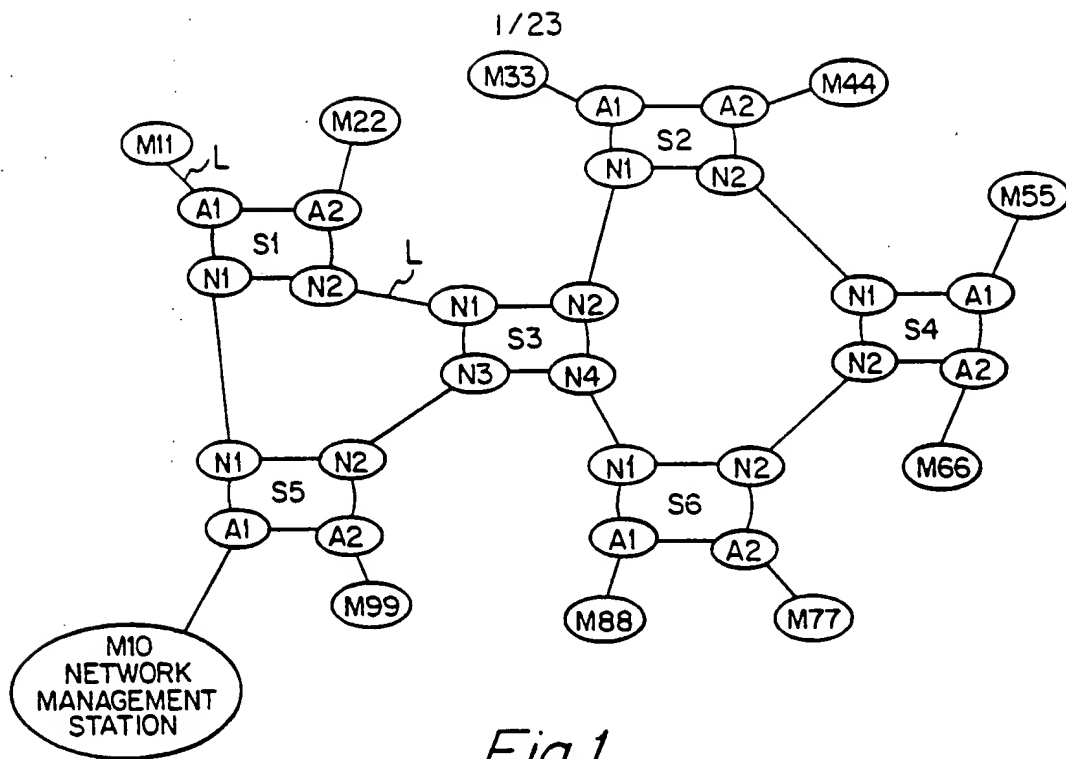 1/23
M33
A1
A2
M44
S2
N1
N2
M11
L
M22
A1
A2
S1
N1
N2
L
M55
N1
A1
S4
N2
A2
M66
N1
N2
S3
N3
N4
N1
N2
S5
A1
A2
M99
N1
N2
S6
A1
A2
M88
M77
M10
NETWORK
MANAGEMENT
STATION
Fig.1